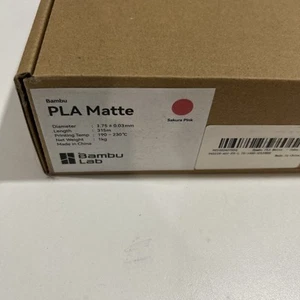 Bambu
PLA Matte
Diameter : 1.75 ± 0.03mm
Length : 315m
Printing Temp : 190 - 230°C
Net Weight : 1kg
Made in China
Sakura Pink
Bambu
Lab